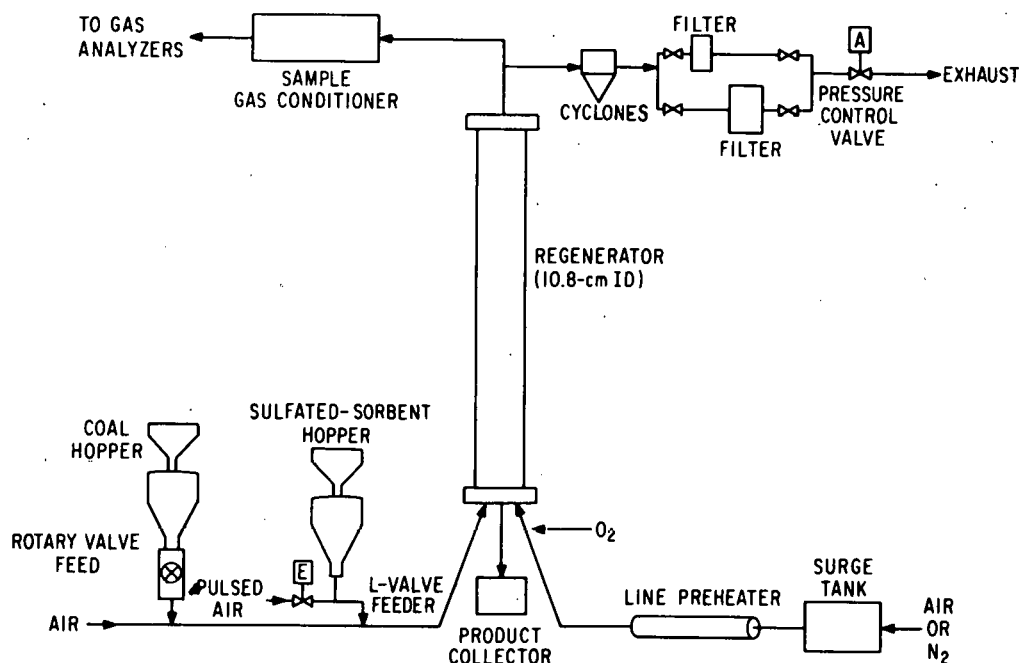 TO GAS
ANALYZERS
SAMPLE
GAS CONDITIONER
FILTER
A
EXHAUST
CYCLONES
PRESSURE
CONTROL
VALVE
FILTER
REGENERATOR
(10.8-cm ID)
SULFATED-SORBENT
HOPPER
COAL
HOPPER
O2
ROTARY VALVE
FEED
E
PULSED
AIR
L-VALVE
FEEDER
AIR
PRODUCT
COLLECTOR
LINE PREHEATER
SURGE
TANK
AIR
OR
N2